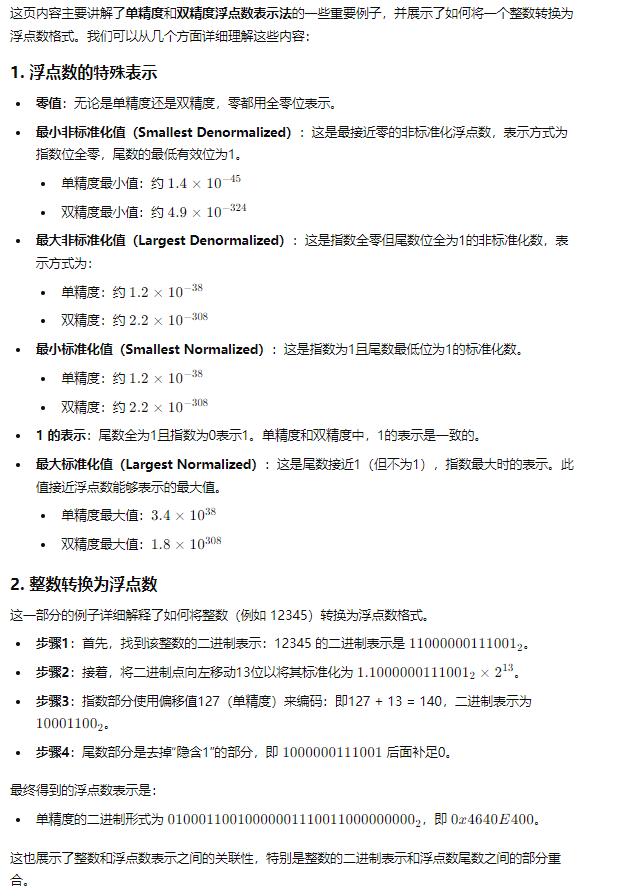 这页内容主要讲解了单精度和双精度浮点数表示法的一些重要例子，并展示了如何将一个整数转换为
浮点数格式。我们可以从几个方面详细理解这些内容：
1. 浮点数的特殊表示
• 零值：无论是单精度还是双精度，零都用全零位表示。
• 最小非标准化值（Smallest Denormalized）：这是最接近零的非标准化浮点数，表示方式为
指数位全零，尾数的最低有效位为1。
• 单精度最小值：约 1.4 × 10^{-45}
• 双精度最小值：约 4.9 × 10^{-324}
• 最大非标准化值（Largest Denormalized）：这是指数全零但尾数位全为1的非标准化数，表
示方式为：
• 单精度：约 1.2 × 10^{-38}
• 双精度：约 2.2 × 10^{-308}
• 最小标准化值（Smallest Normalized）：这是指数为1且尾数最低位为1的标准化数。
• 单精度：约 1.2 × 10^{-38}
• 双精度：约 2.2 × 10^{-308}
• 1 的表示：尾数全为1且指数为0表示1。单精度和双精度中，1的表示是一致的。
• 最大标准化值（Largest Normalized）：这是尾数接近1（但不为1），指数最大时的表示。此
值接近浮点数能够表示的最大值。
• 单精度最大值：3.4 × 10^{38}
• 双精度最大值：1.8 × 10^{308}
2. 整数转换为浮点数
这一部分的例子详细解释了如何将整数（例如 12345）转换为浮点数格式。
• 步骤1：首先，找到该整数的二进制表示：12345 的二进制表示是 11000000111001_2。
• 步骤2：接着，将二进制点向左移动13位以将其标准化为 1.1000000111001_2 × 2^{13}。
• 步骤3：指数部分使用偏移值127（单精度）来编码：即127 + 13 = 140，二进制表示为
10001100_2。
• 步骤4：尾数部分是去掉“隐含1”的部分，即 1000000111001 后面补足0。
最终得到的浮点数表示是：
• 单精度的二进制形式为 01000110010000001110011000000000_2，即 0x4640E400。
这也展示了整数和浮点数表示之间的关联性，特别是整数的二进制表示和浮点数尾数之间的部分重
合。